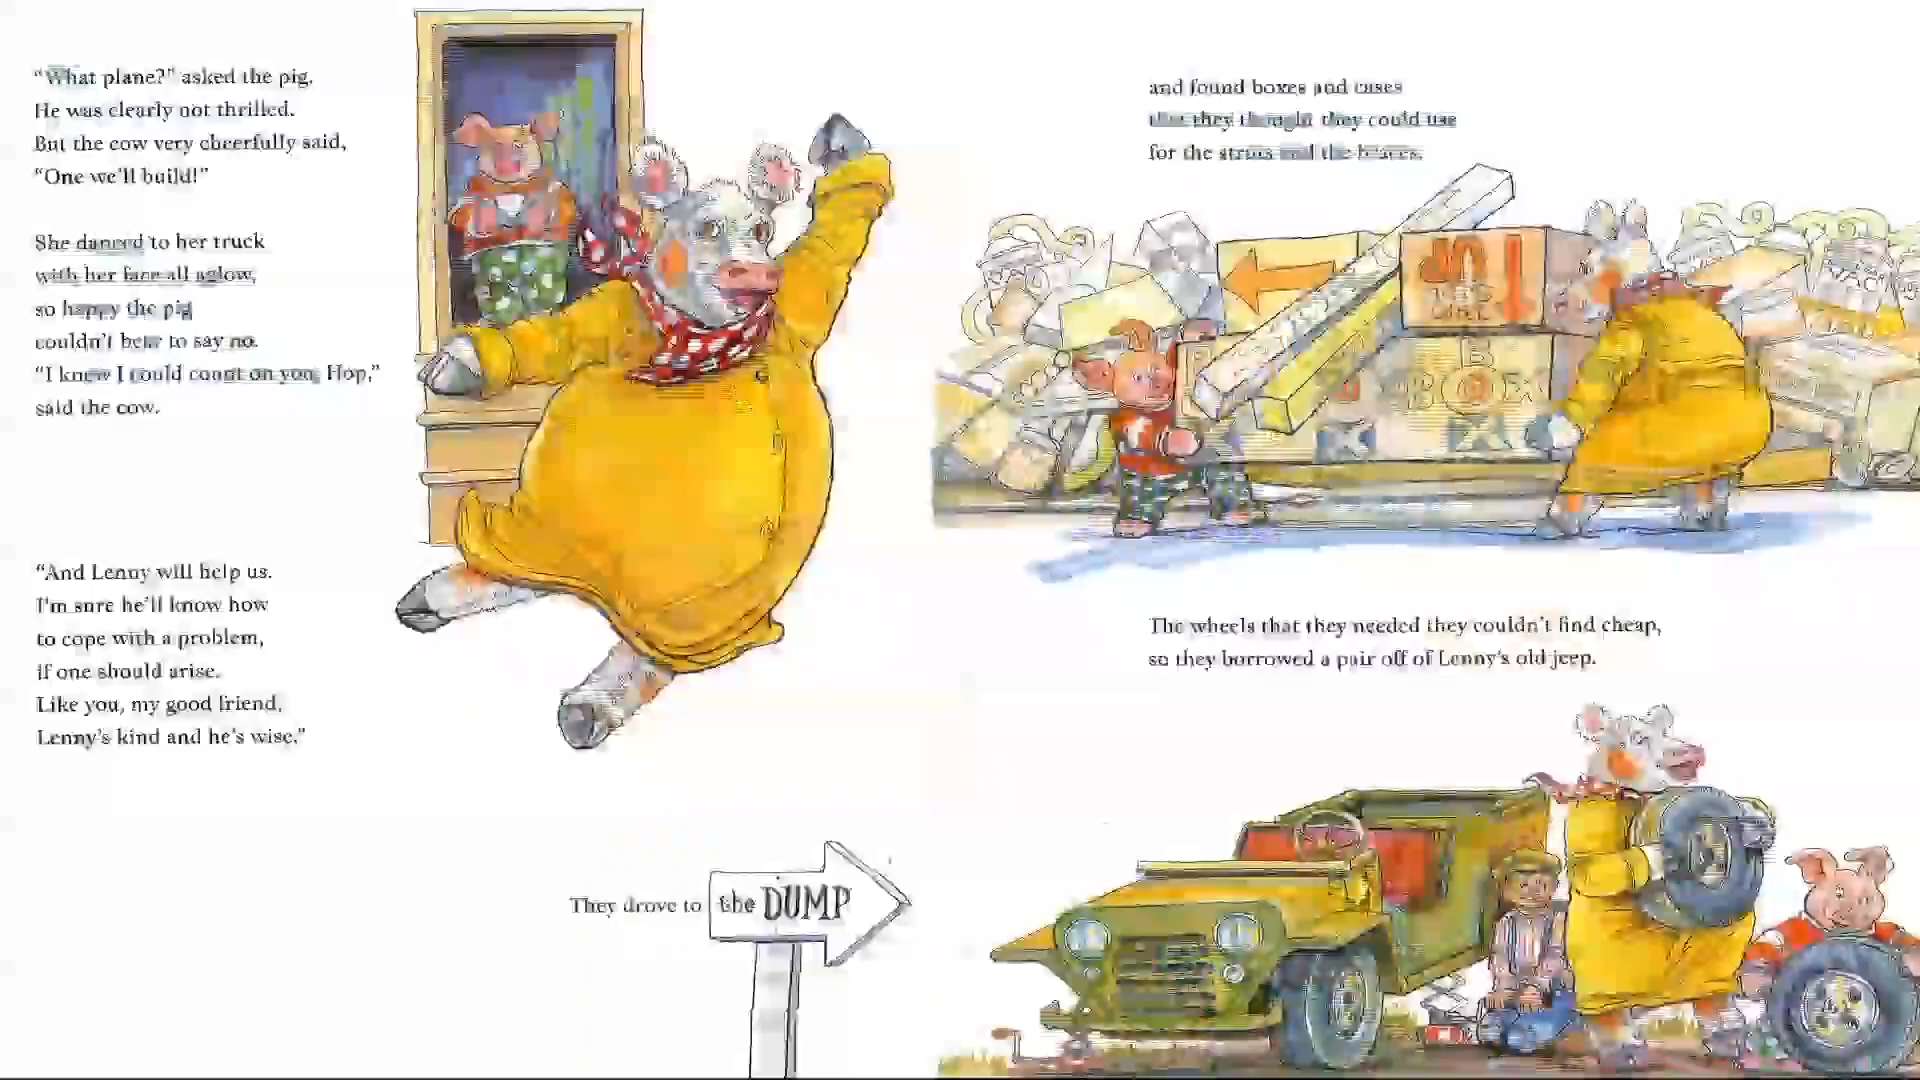 “What plane?” asked the pig.
He was clearly not thrilled.
But the cow very cheerfully said,
“One we’ll build!”
She danced to her truck
with her face all aglow,
so happy the pig
couldn’t bear to say no.
“I knew I could count on you, Hop,”
said the cow.
“And Lenny will help us.
I’m sure he’ll know how
to cope with a problem,
if one should arise.
Like you, my good friend,
Lenny’s kind and he’s wise.”
They drove to the DUMP
and found boxes and cases
that they thought they could use
for the struts and the braces.
BOX
The wheels that they needed they couldn’t find cheap,
so they borrowed a pair off of Lenny’s old jeep.